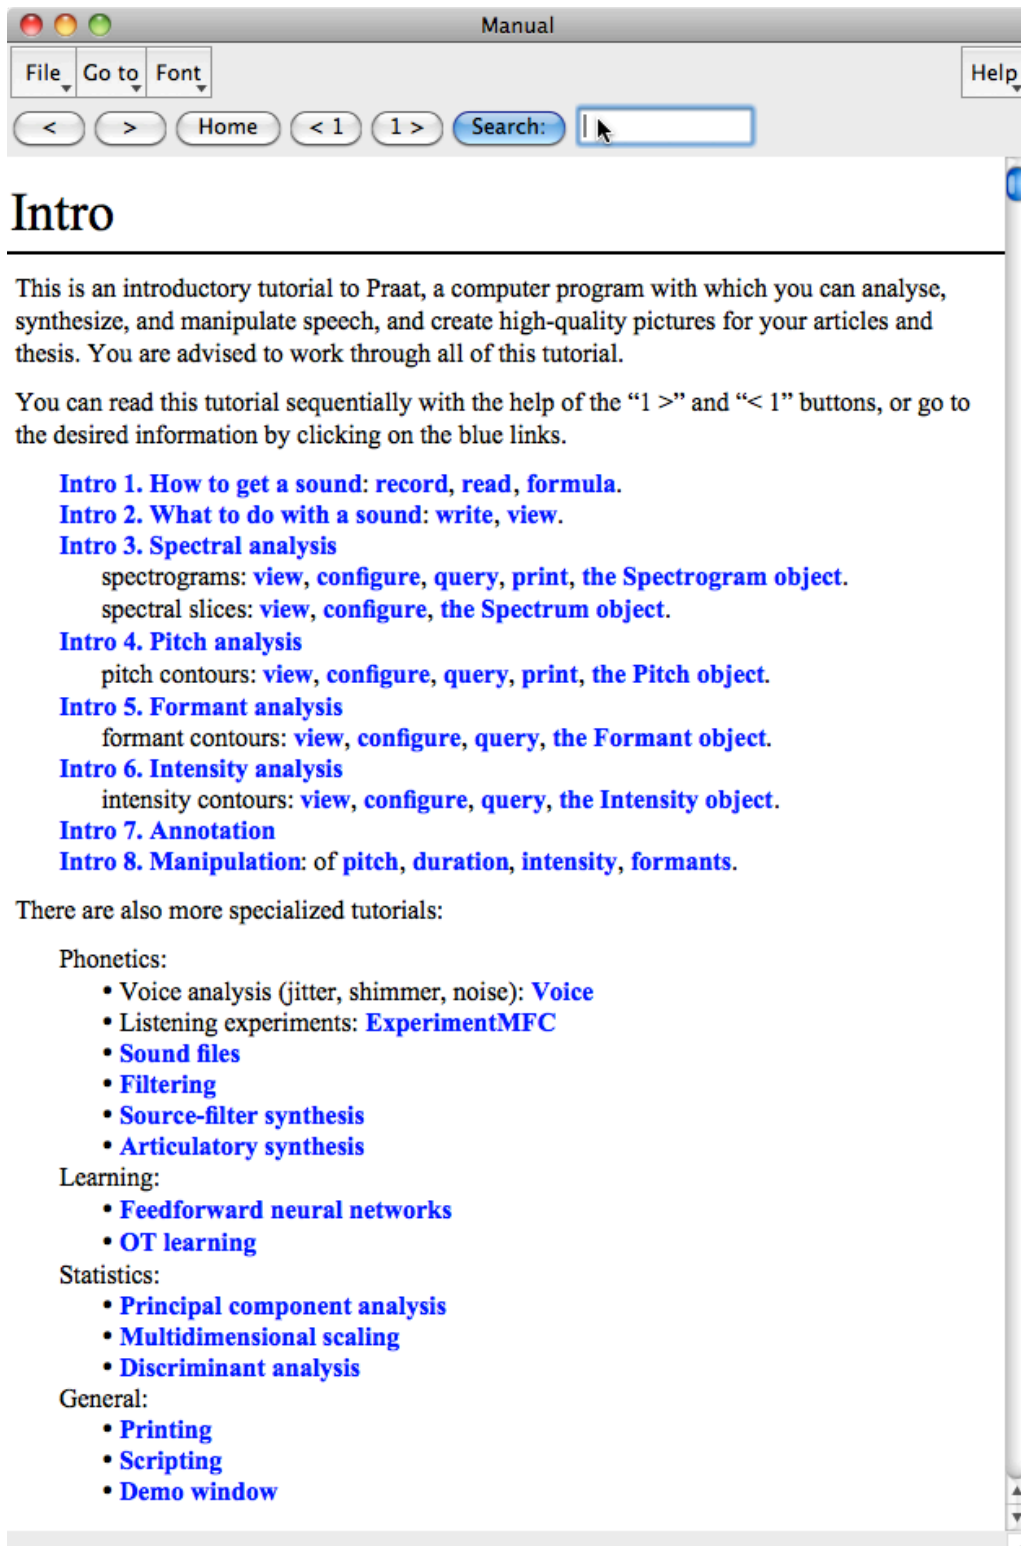 Manual
File Go to Font Help
< > Home < 1 1 > Search:
Intro
This is an introductory tutorial to Praat, a computer program with which you can analyse,
synthesize, and manipulate speech, and create high-quality pictures for your articles and
thesis. You are advised to work through all of this tutorial.
You can read this tutorial sequentially with the help of the “1 >” and “< 1” buttons, or go to
the desired information by clicking on the blue links.
Intro 1. How to get a sound: record, read, formula.
Intro 2. What to do with a sound: write, view.
Intro 3. Spectral analysis
spectrograms: view, configure, query, print, the Spectrogram object.
spectral slices: view, configure, the Spectrum object.
Intro 4. Pitch analysis
pitch contours: view, configure, query, print, the Pitch object.
Intro 5. Formant analysis
formant contours: view, configure, query, the Formant object.
Intro 6. Intensity analysis
intensity contours: view, configure, query, the Intensity object.
Intro 7. Annotation
Intro 8. Manipulation: of pitch, duration, intensity, formants.
There are also more specialized tutorials:
Phonetics:
• Voice analysis (jitter, shimmer, noise): Voice
• Listening experiments: ExperimentMFC
• Sound files
• Filtering
• Source-filter synthesis
• Articulatory synthesis
Learning:
• Feedforward neural networks
• OT learning
Statistics:
• Principal component analysis
• Multidimensional scaling
• Discriminant analysis
General:
• Printing
• Scripting
• Demo window